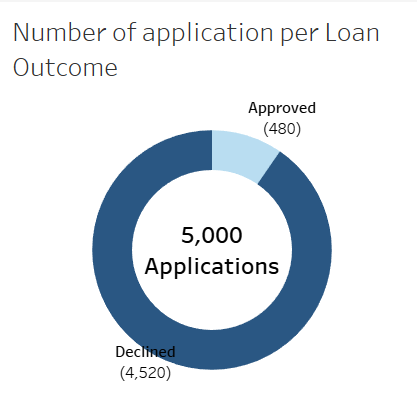 Number of application per Loan
Outcome
Approved
(480)
5,000
Applications
Declined
(4,520)